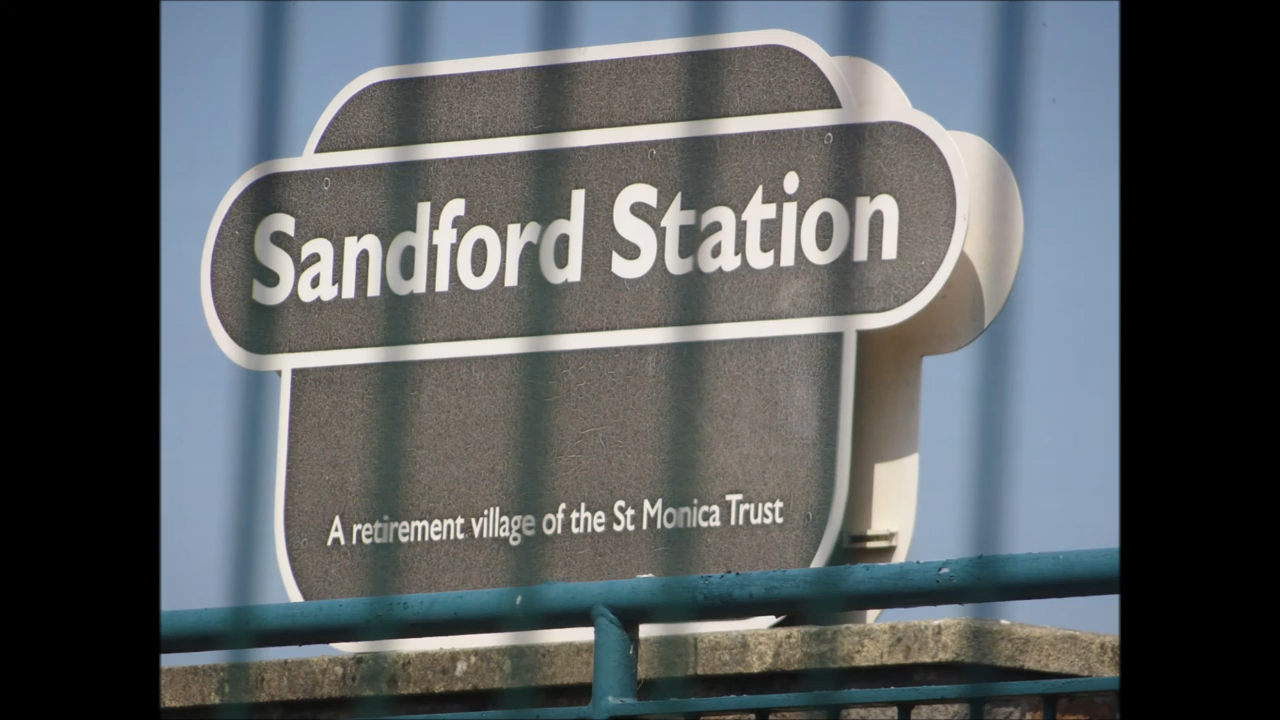 Sandford Station
A retirement village of the St Monica Trust